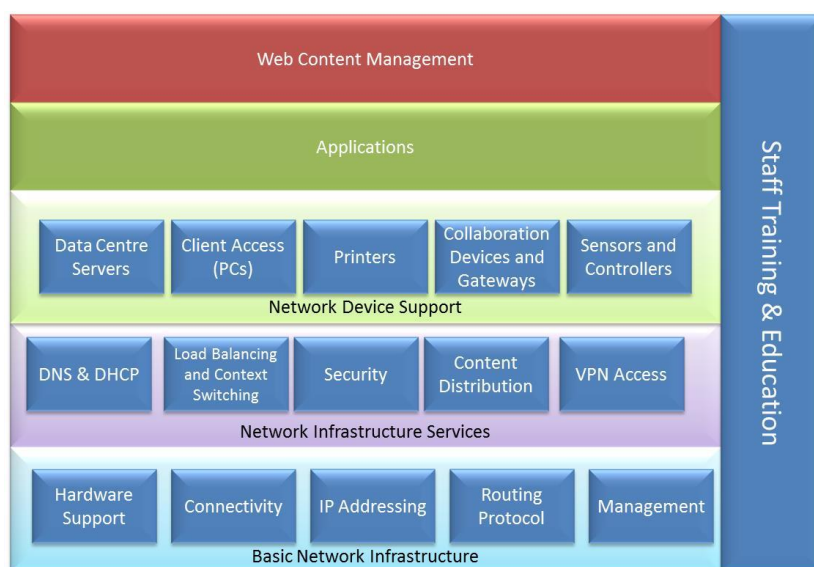 Web Content Management
Applications
Data Centre
Servers
Client Access
(PCs)
Printers
Collaboration
Devices and
Gateways
Sensors and
Controllers
Network Device Support
DNS & DHCP
Load Balancing
and Context
Switching
Security
Content
Distribution
VPN Access
Network Infrastructure Services
Hardware
Support
Connectivity
IP Addressing
Routing
Protocol
Management
Basic Network Infrastructure
Staff Training & Education